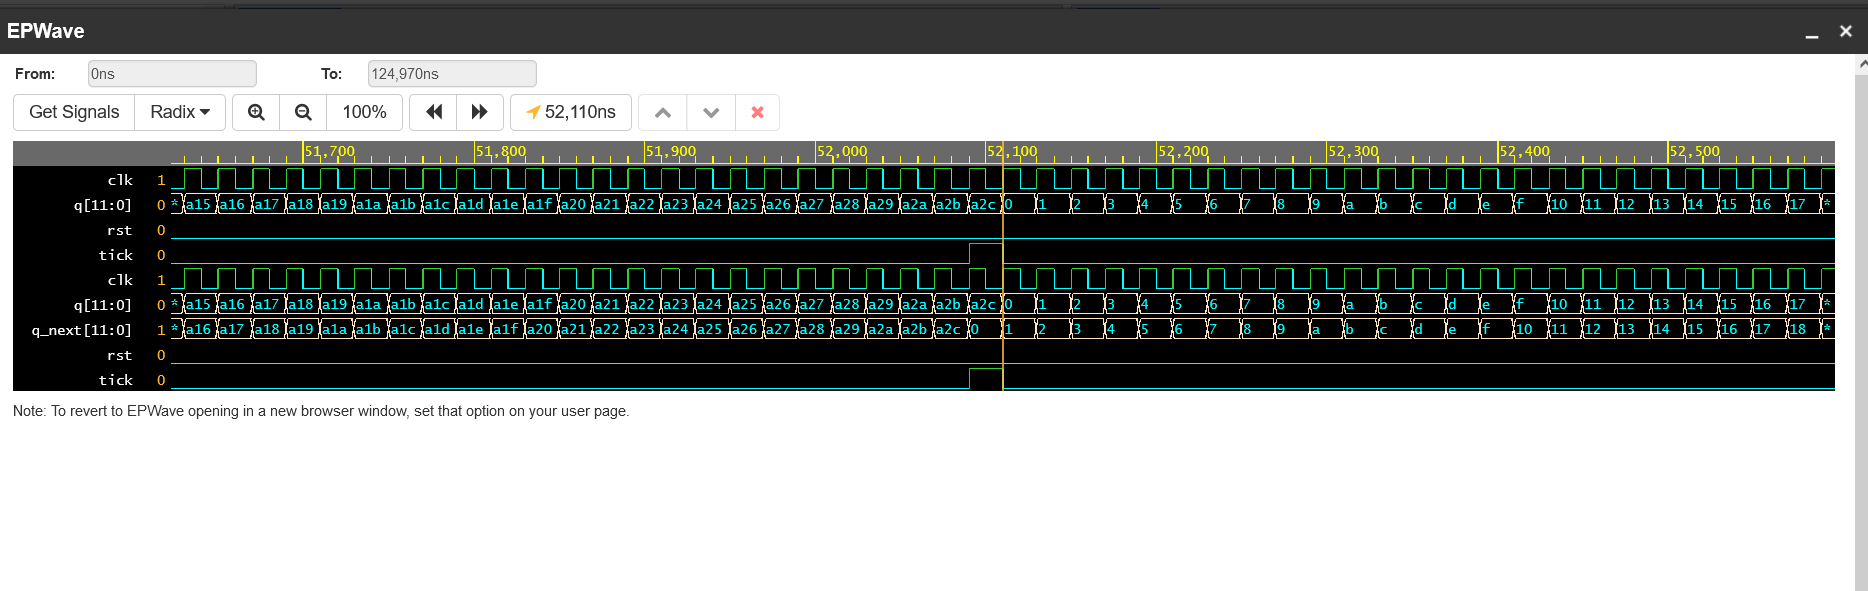 EPWave
From: 0ns To: 124,970ns
Get Signals Radix 100% 52,110ns
51,700 51,800 51,900 52,000 52,100 52,200 52,300 52,400 52,500
clk 1
q[11:0] 0 * a15 a16 a17 a18 a19 a1a a1b a1c a1d a1e a1f a20 a21 a22 a23 a24 a25 a26 a27 a28 a29 a2a a2b a2c 0 1 2 3 4 5 6 7 8 9 a b c d e f 10 11 12 13 14 15 16 17 *
rst 0
tick 0
clk 1
q[11:0] 0 * a15 a16 a17 a18 a19 a1a a1b a1c a1d a1e a1f a20 a21 a22 a23 a24 a25 a26 a27 a28 a29 a2a a2b a2c 0 1 2 3 4 5 6 7 8 9 a b c d e f 10 11 12 13 14 15 16 17 *
q_next[11:0] 1 * a16 a17 a18 a19 a1a a1b a1c a1d a1e a1f a20 a21 a22 a23 a24 a25 a26 a27 a28 a29 a2a a2b a2c 0 1 2 3 4 5 6 7 8 9 a b c d e f 10 11 12 13 14 15 16 17 18 *
rst 0
tick 0
Note: To revert to EPWave opening in a new browser window, set that option on your user page.